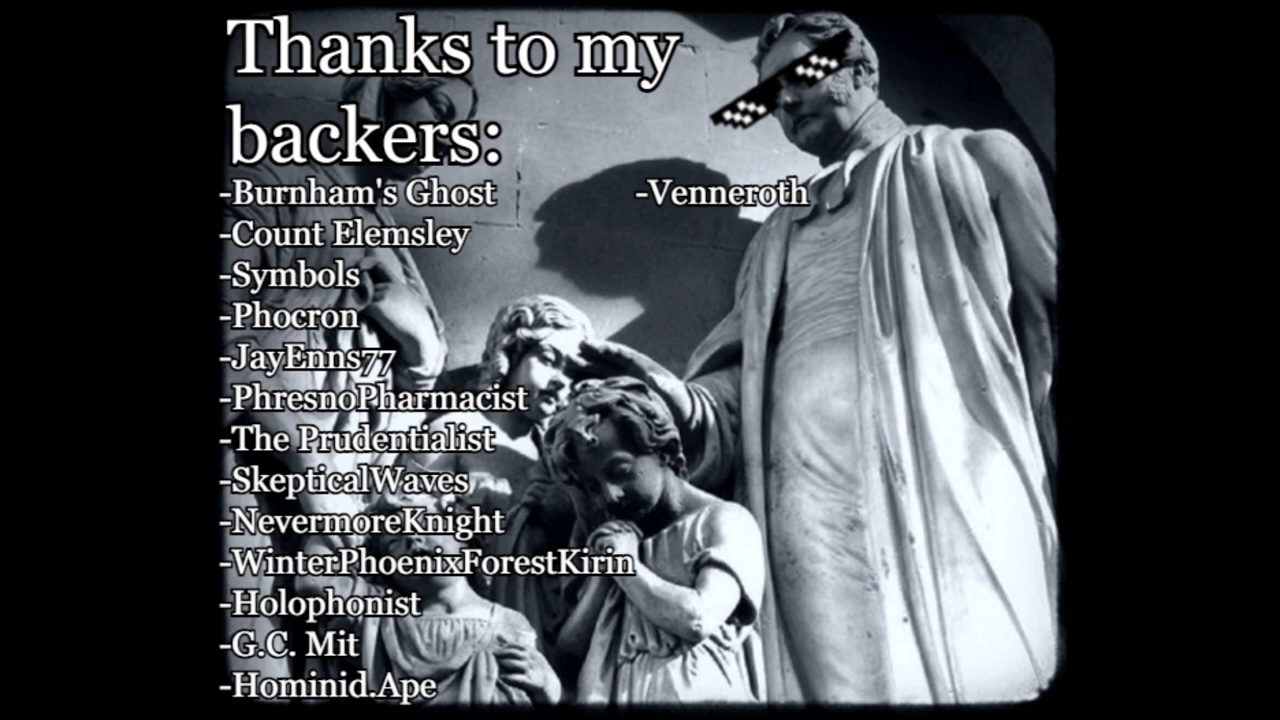 Thanks to my
backers:
-Burnham's Ghost
-Count Elemsley
-Symbols
-Phocron
-JayEnns77
-PhresnoPharmacist
-The Prudentialist
-SkepticalWaves
-NevermoreKnight
-WinterPhoenixForestKirin
-Holophonist
-G.C. Mit
-Hominid.Ape
-Venneroth